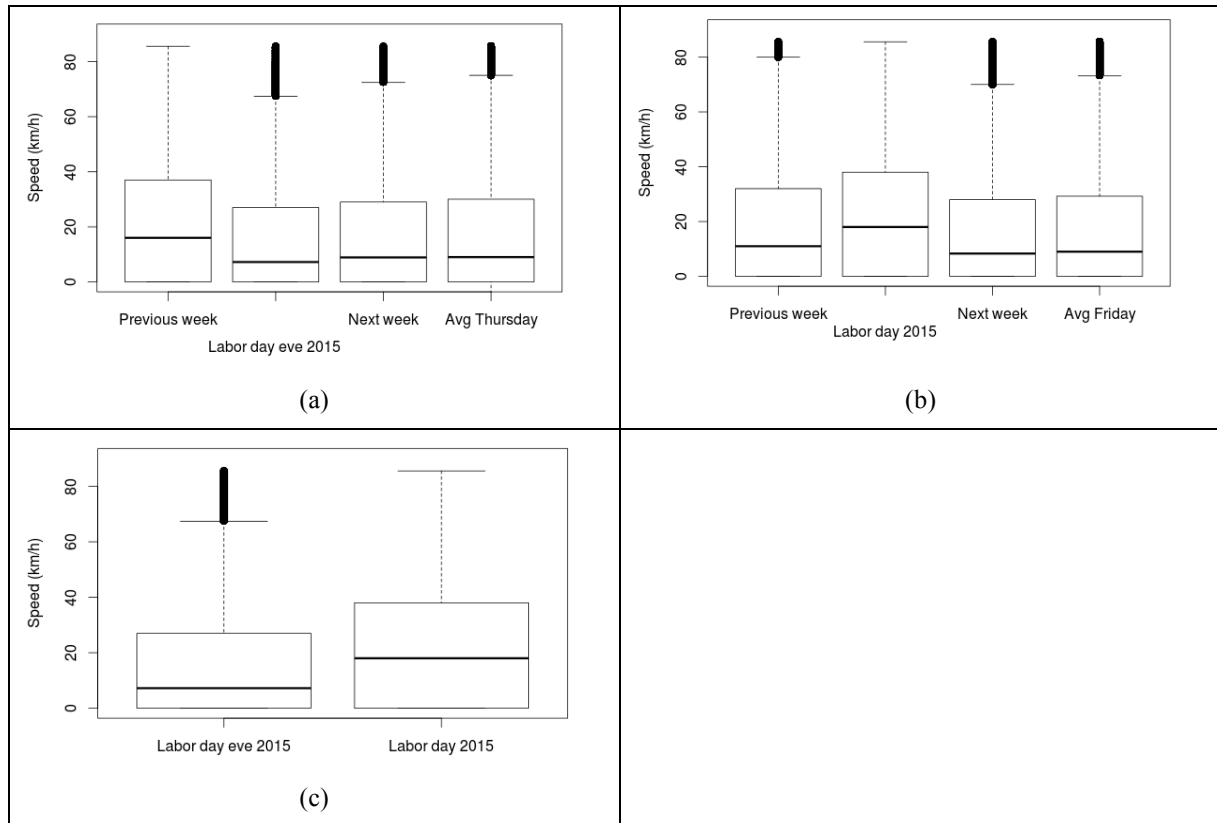 Speed (km/h)
0 20 40 60 80
Previous week Next week Avg Thursday
Labor day eve 2015
(a)
Speed (km/h)
0 20 40 60 80
Previous week Next week Avg Friday
Labor day 2015
(b)
Speed (km/h)
0 20 40 60 80
Labor day eve 2015 Labor day 2015
(c)